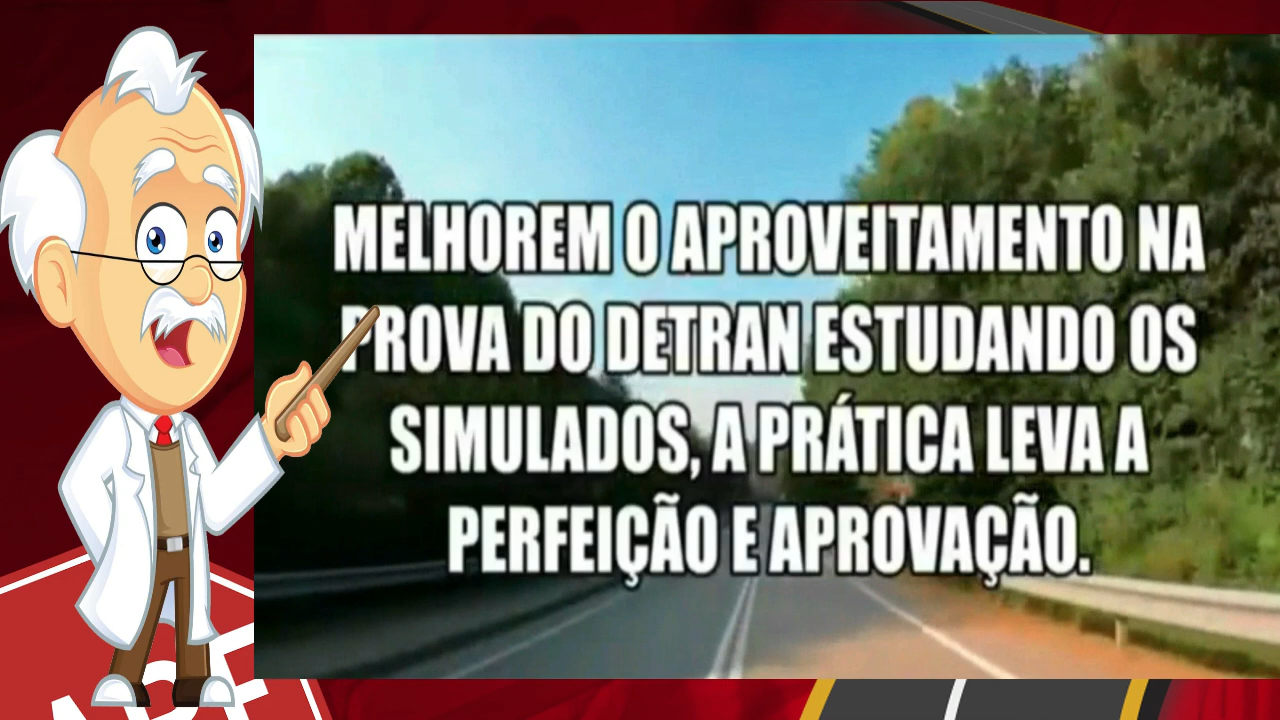 MELHOREM O APROVEITAMENTO NA
PROVA DO DETRAN ESTUDANDO OS
SIMULADOS, A PRÁTICA LEVA A
PERFEIÇÃO E APROVAÇÃO.